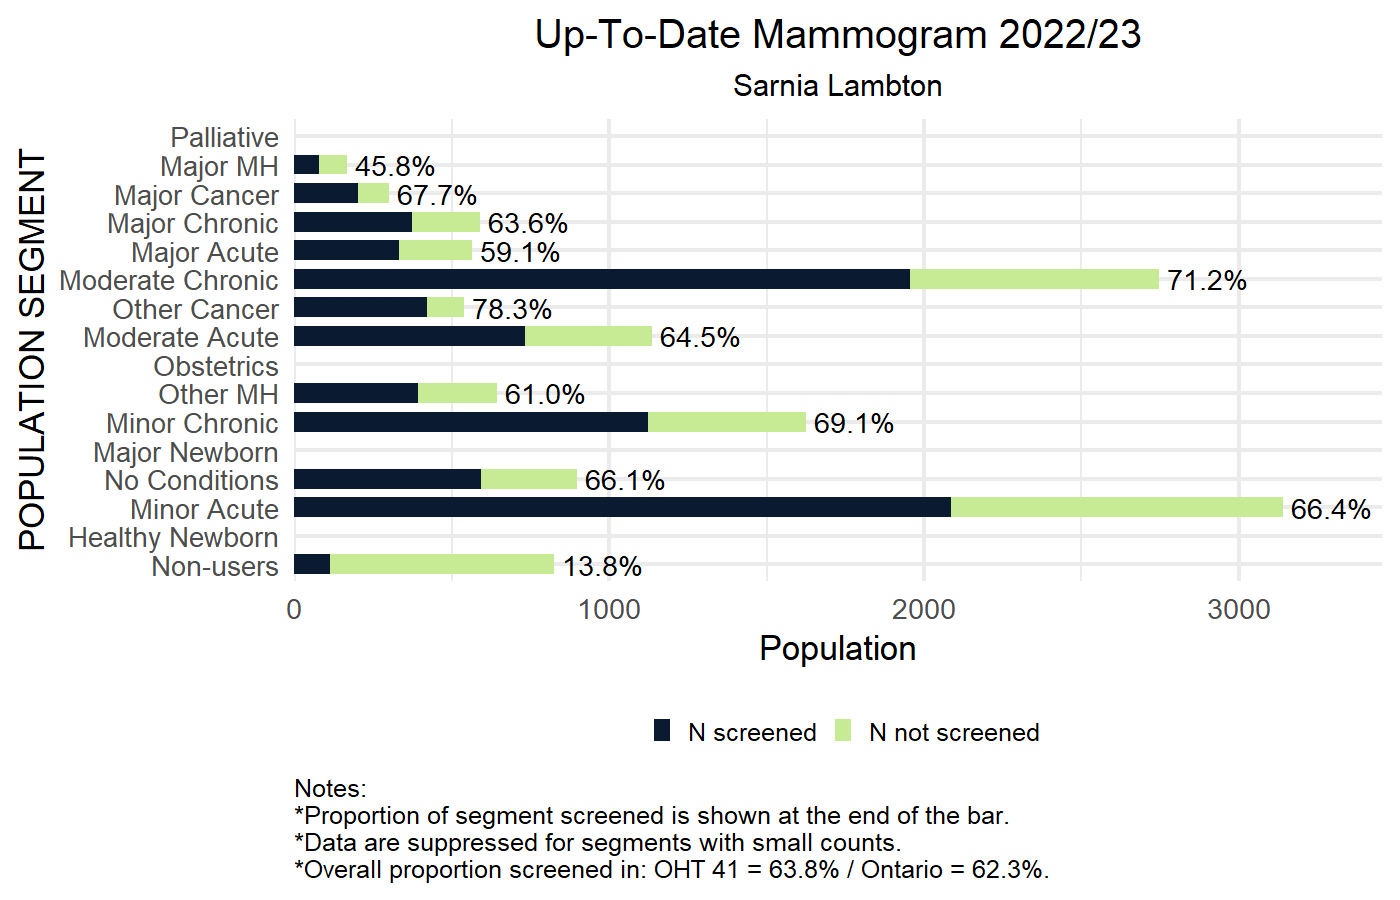 Up-To-Date Mammogram 2022/23
Sarnia Lambton
POPULATION SEGMENT
Palliative
Major MH 45.8%
Major Cancer 67.7%
Major Chronic 63.6%
Major Acute 59.1%
Moderate Chronic 71.2%
Other Cancer 78.3%
Moderate Acute 64.5%
Obstetrics
Other MH 61.0%
Minor Chronic 69.1%
Major Newborn
No Conditions 66.1%
Minor Acute 66.4%
Healthy Newborn
Non-users 13.8%
0 1000 2000 3000
Population
N screened N not screened
Notes:
*Proportion of segment screened is shown at the end of the bar.
*Data are suppressed for segments with small counts.
*Overall proportion screened in: OHT 41 = 63.8% / Ontario = 62.3%.